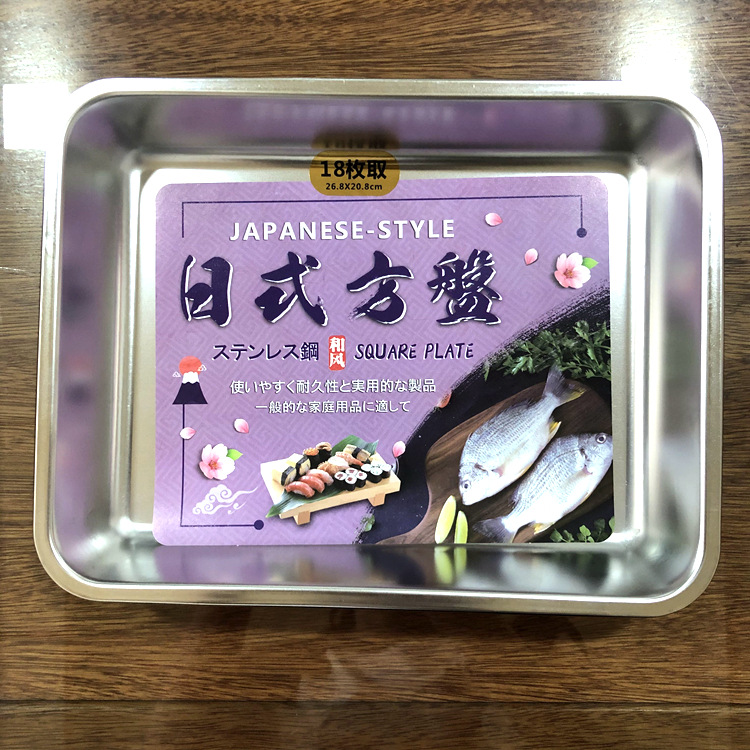 18枚取
26.8X20.8cm
JAPANESE-STYLE
日式方盤
ステンレス鋼 和风 SQUARE PLATE
使いやすく耐久性と実用的な製品
一般的な家庭用品に適して